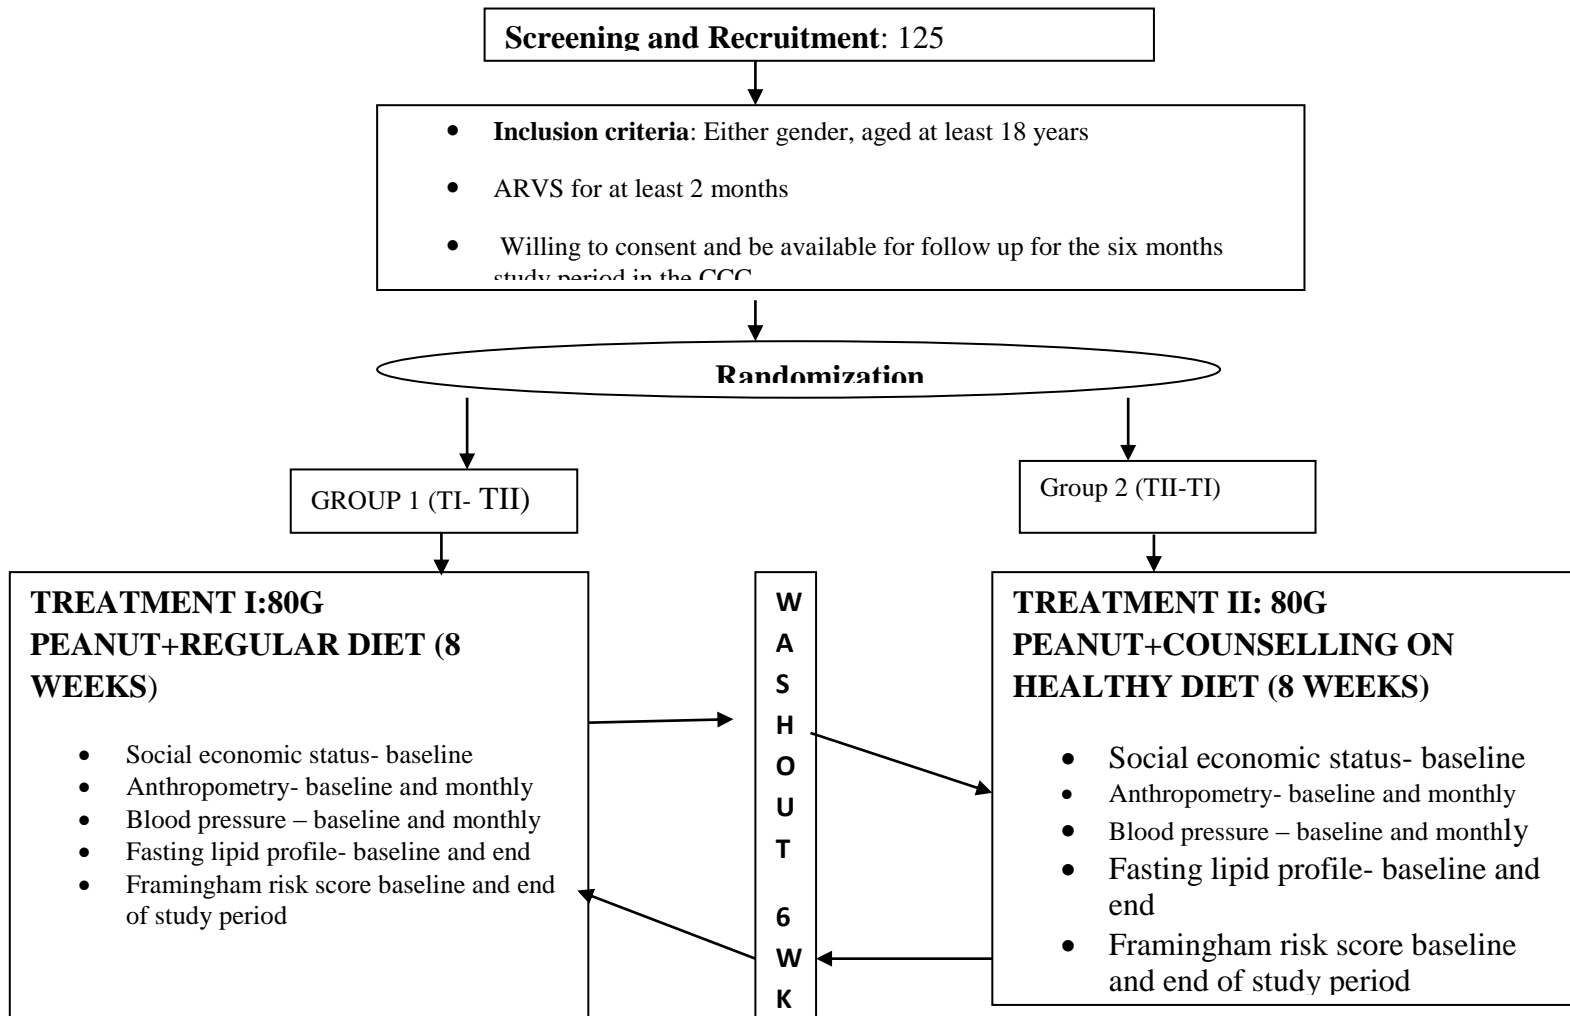 Screening and Recruitment: 125
• Inclusion criteria: Either gender, aged at least 18 years
• ARVS for at least 2 months
• Willing to consent and be available for follow up for the six months
study period in the CCC
Randomization
GROUP 1 (TI- TII)
Group 2 (TII-TI)
TREATMENT I:80G
PEANUT+REGULAR DIET (8
WEEKS)
• Social economic status- baseline
• Anthropometry- baseline and monthly
• Blood pressure – baseline and monthly
• Fasting lipid profile- baseline and end
• Framingham risk score baseline and end
of study period
W
A
S
H
O
U
T
6
W
K
TREATMENT II: 80G
PEANUT+COUNSELLING ON
HEALTHY DIET (8 WEEKS)
• Social economic status- baseline
• Anthropometry- baseline and monthly
• Blood pressure – baseline and monthly
• Fasting lipid profile- baseline and
end
• Framingham risk score baseline
and end of study period